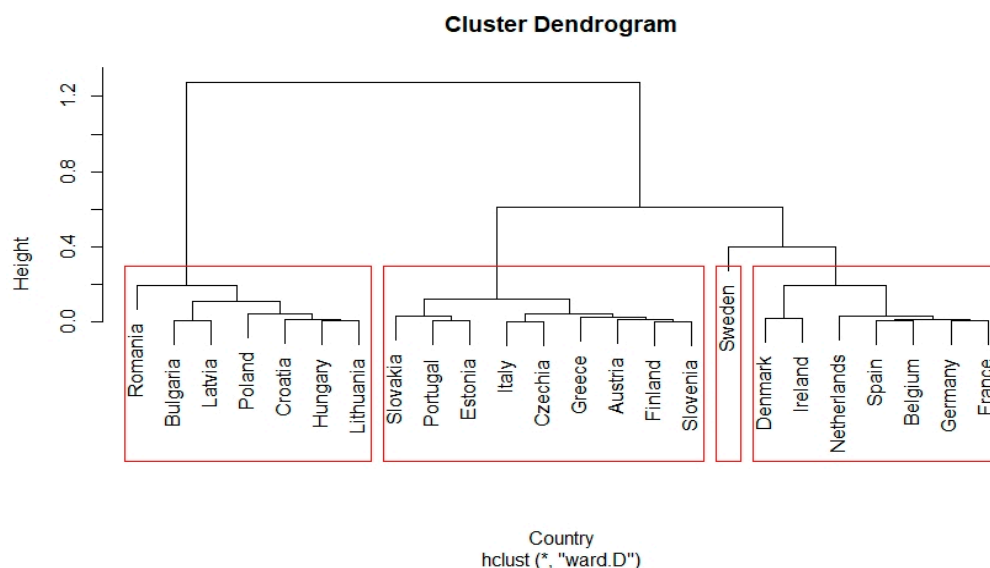 Cluster Dendrogram
Height
0.0
0.4
0.8
1.2
Romania
Bulgaria
Latvia
Poland
Croatia
Hungary
Lithuania
Slovakia
Portugal
Estonia
Italy
Czechia
Greece
Austria
Finland
Slovenia
Sweden
Denmark
Ireland
Netherlands
Spain
Belgium
Germany
France
Country
hclust (*, "ward.D")